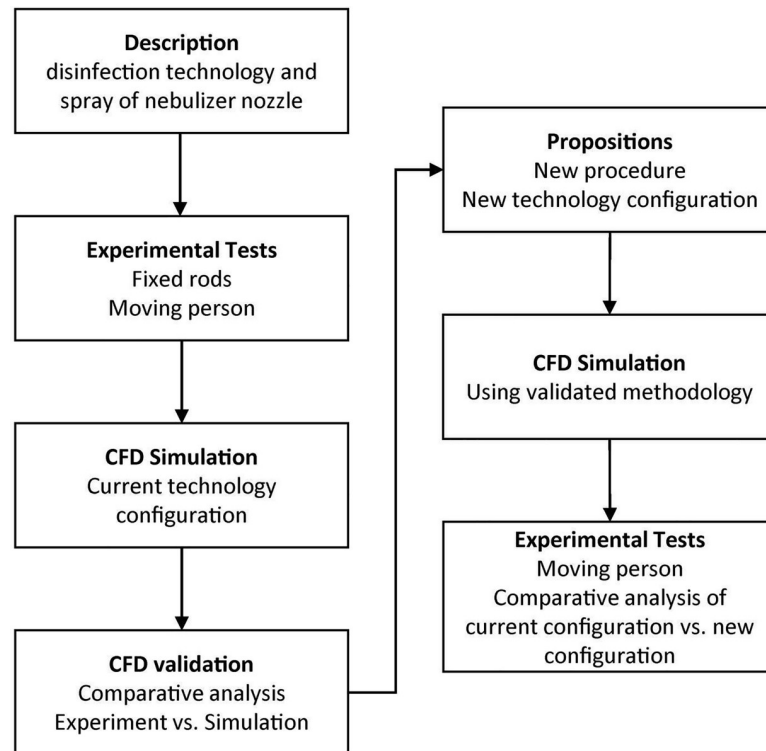 Description
disinfection technology and
spray of nebulizer nozzle
Experimental Tests
Fixed rods
Moving person
CFD Simulation
Current technology
configuration
CFD validation
Comparative analysis
Experiment vs. Simulation
Propositions
New procedure
New technology configuration
CFD Simulation
Using validated methodology
Experimental Tests
Moving person
Comparative analysis of
current configuration vs. new
configuration